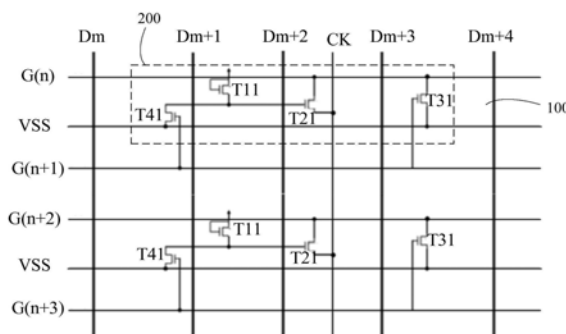 200
Dm Dm+1 Dm+2 CK Dm+3 Dm+4
G(n)
T11
T31
T41
T21
100
VSS
G(n+1)
G(n+2)
T11
T41
T21
T31
VSS
G(n+3)